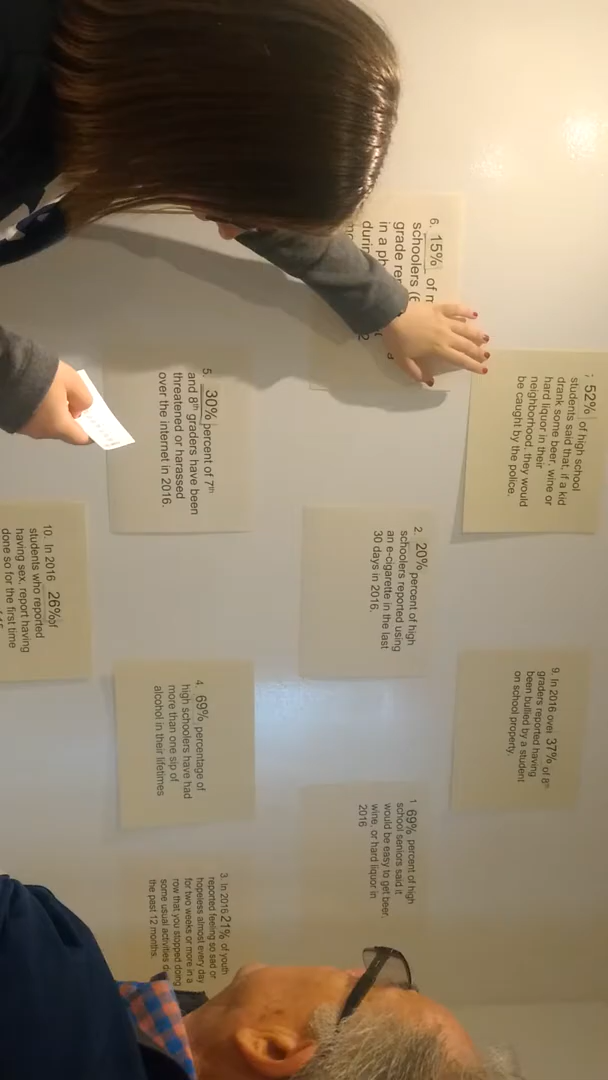 6. 15% of
schoolers
grade
in a
durin
52% of high school
students said that, if a kid
drank some beer, wine or
hard liquor in their
neighborhood, they would
be caught by the police.
5. 30% percent of 7th
and 8th graders have been
threatened or harassed
over the internet in 2016.
2. 20% percent of high
schoolers reported using
an e-cigarette in the last
30 days in 2016.
9. In 2016 over 37% of 8th
graders reported having
been bullied by a student
on school property.
10. In 2016 26% of
students who reported
having sex, report having
done so for the first time
4. 69% percentage of
high schoolers have had
more than one sip of
alcohol in their lifetimes
1 69% percent of high
school seniors said it
would be easy to get beer,
wine, or hard liquor in
2016
3. In 2016 21% of youth
reported feeling so sad or
hopeless almost every day
for two weeks or more in a
row that you stopped doing
some usual activities
the past 12 months.